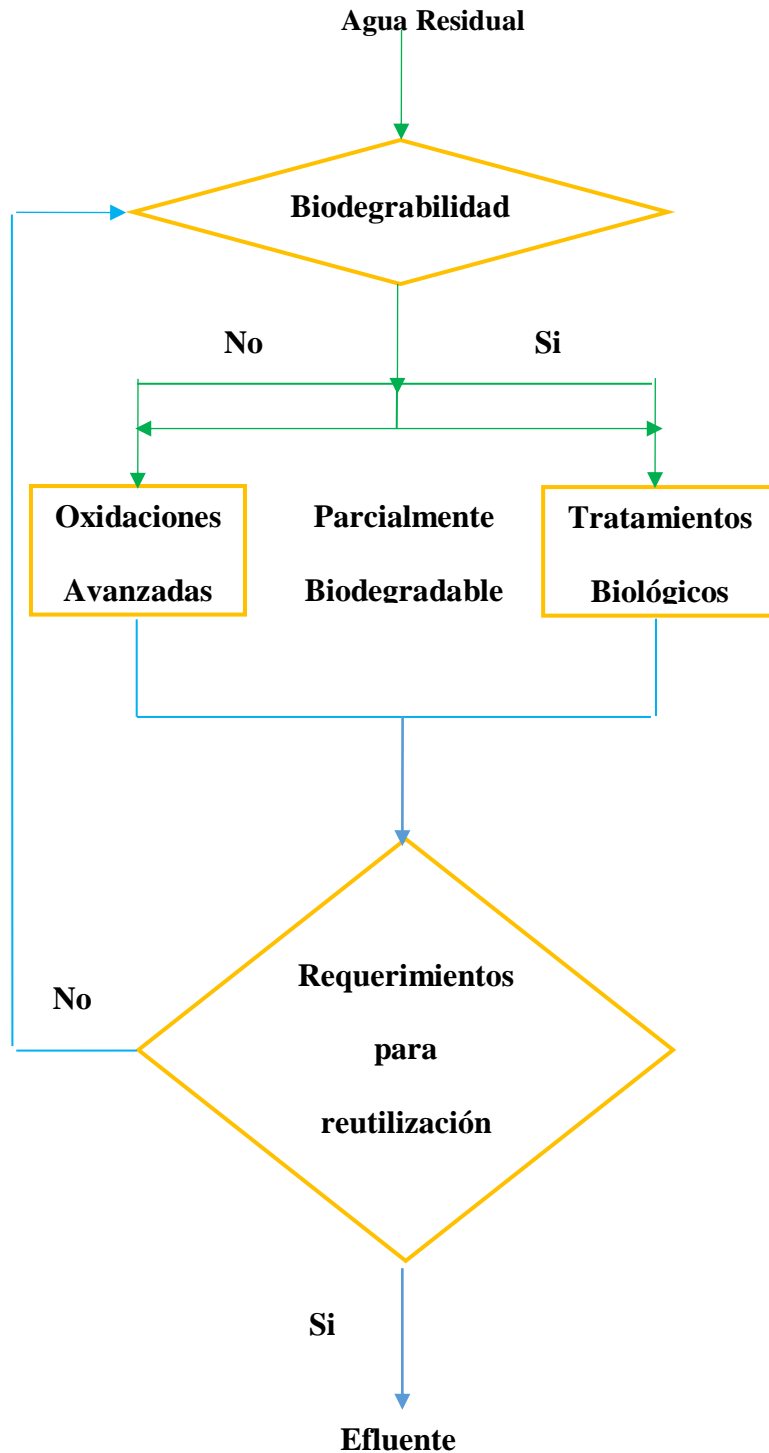 Agua Residual
Biodegrabilidad
No
Si
Oxidaciones
Avanzadas
Parcialmente
Biodegradable
Tratamientos
Biológicos
No
Requerimientos
para
reutilización
Si
Efluente